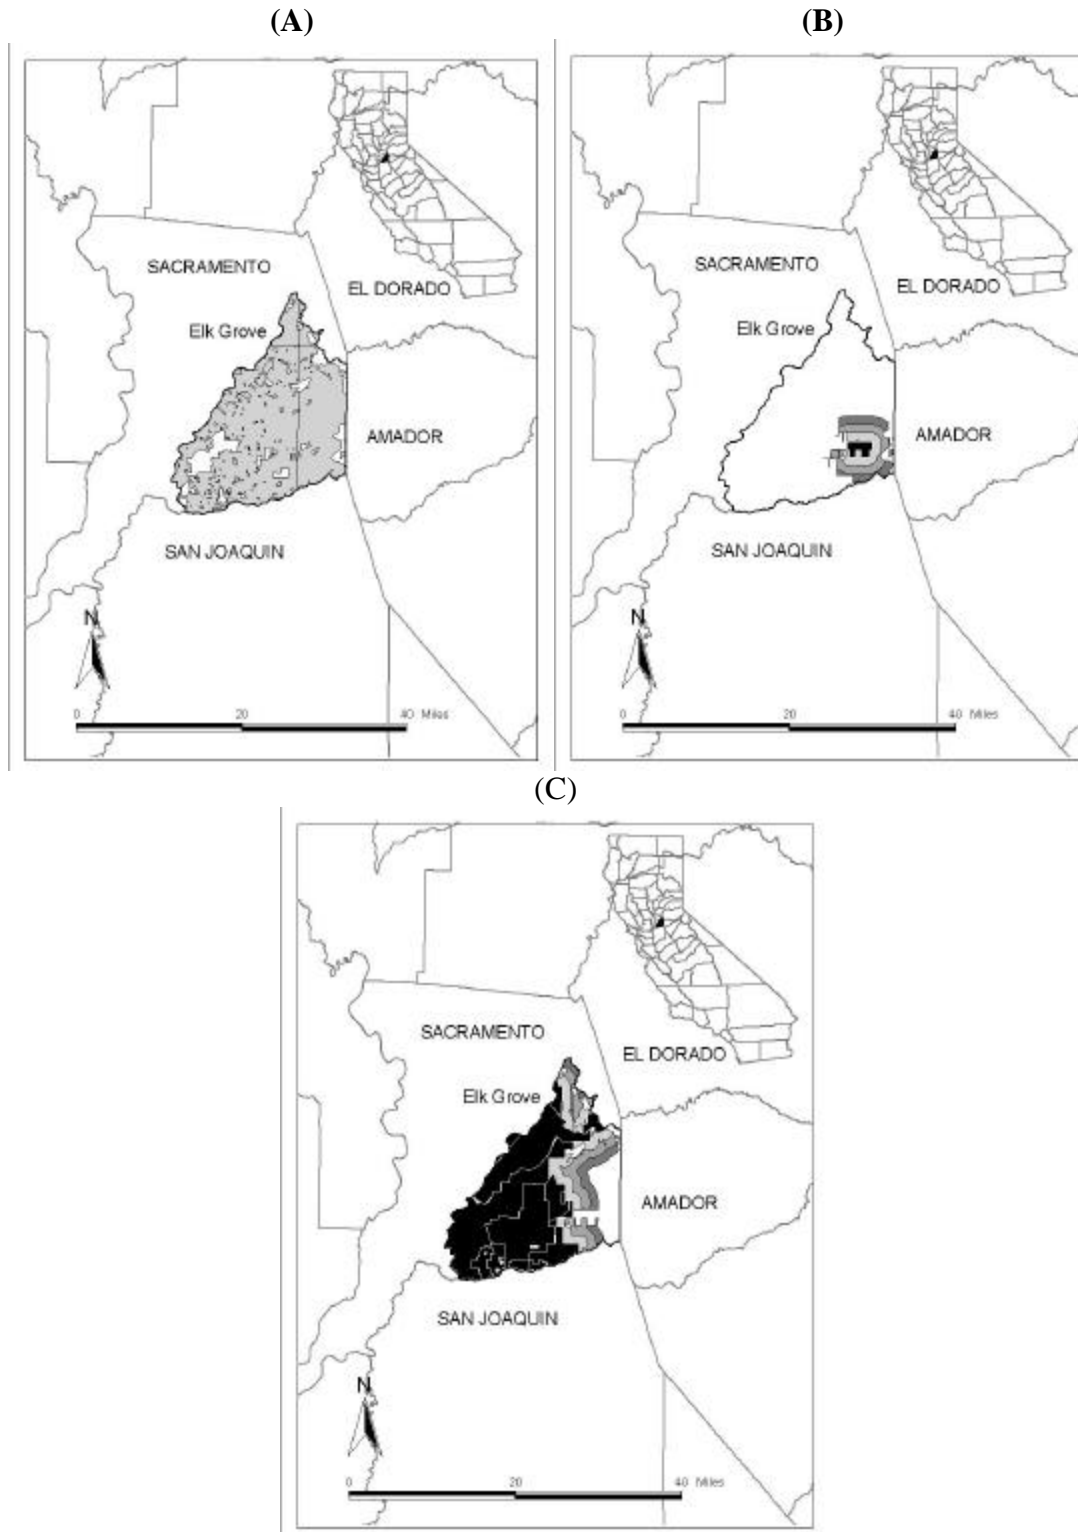 (A)
(B)
SACRAMENTO
EL DORADO
Elk Grove
AMADOR
SAN JOAQUIN
N
0 20 40 Miles
SACRAMENTO
EL DORADO
Elk Grove
AMADOR
SAN JOAQUIN
N
0 20 40 Miles
(C)
SACRAMENTO
EL DORADO
Elk Grove
AMADOR
SAN JOAQUIN
N
0 20 40 Miles